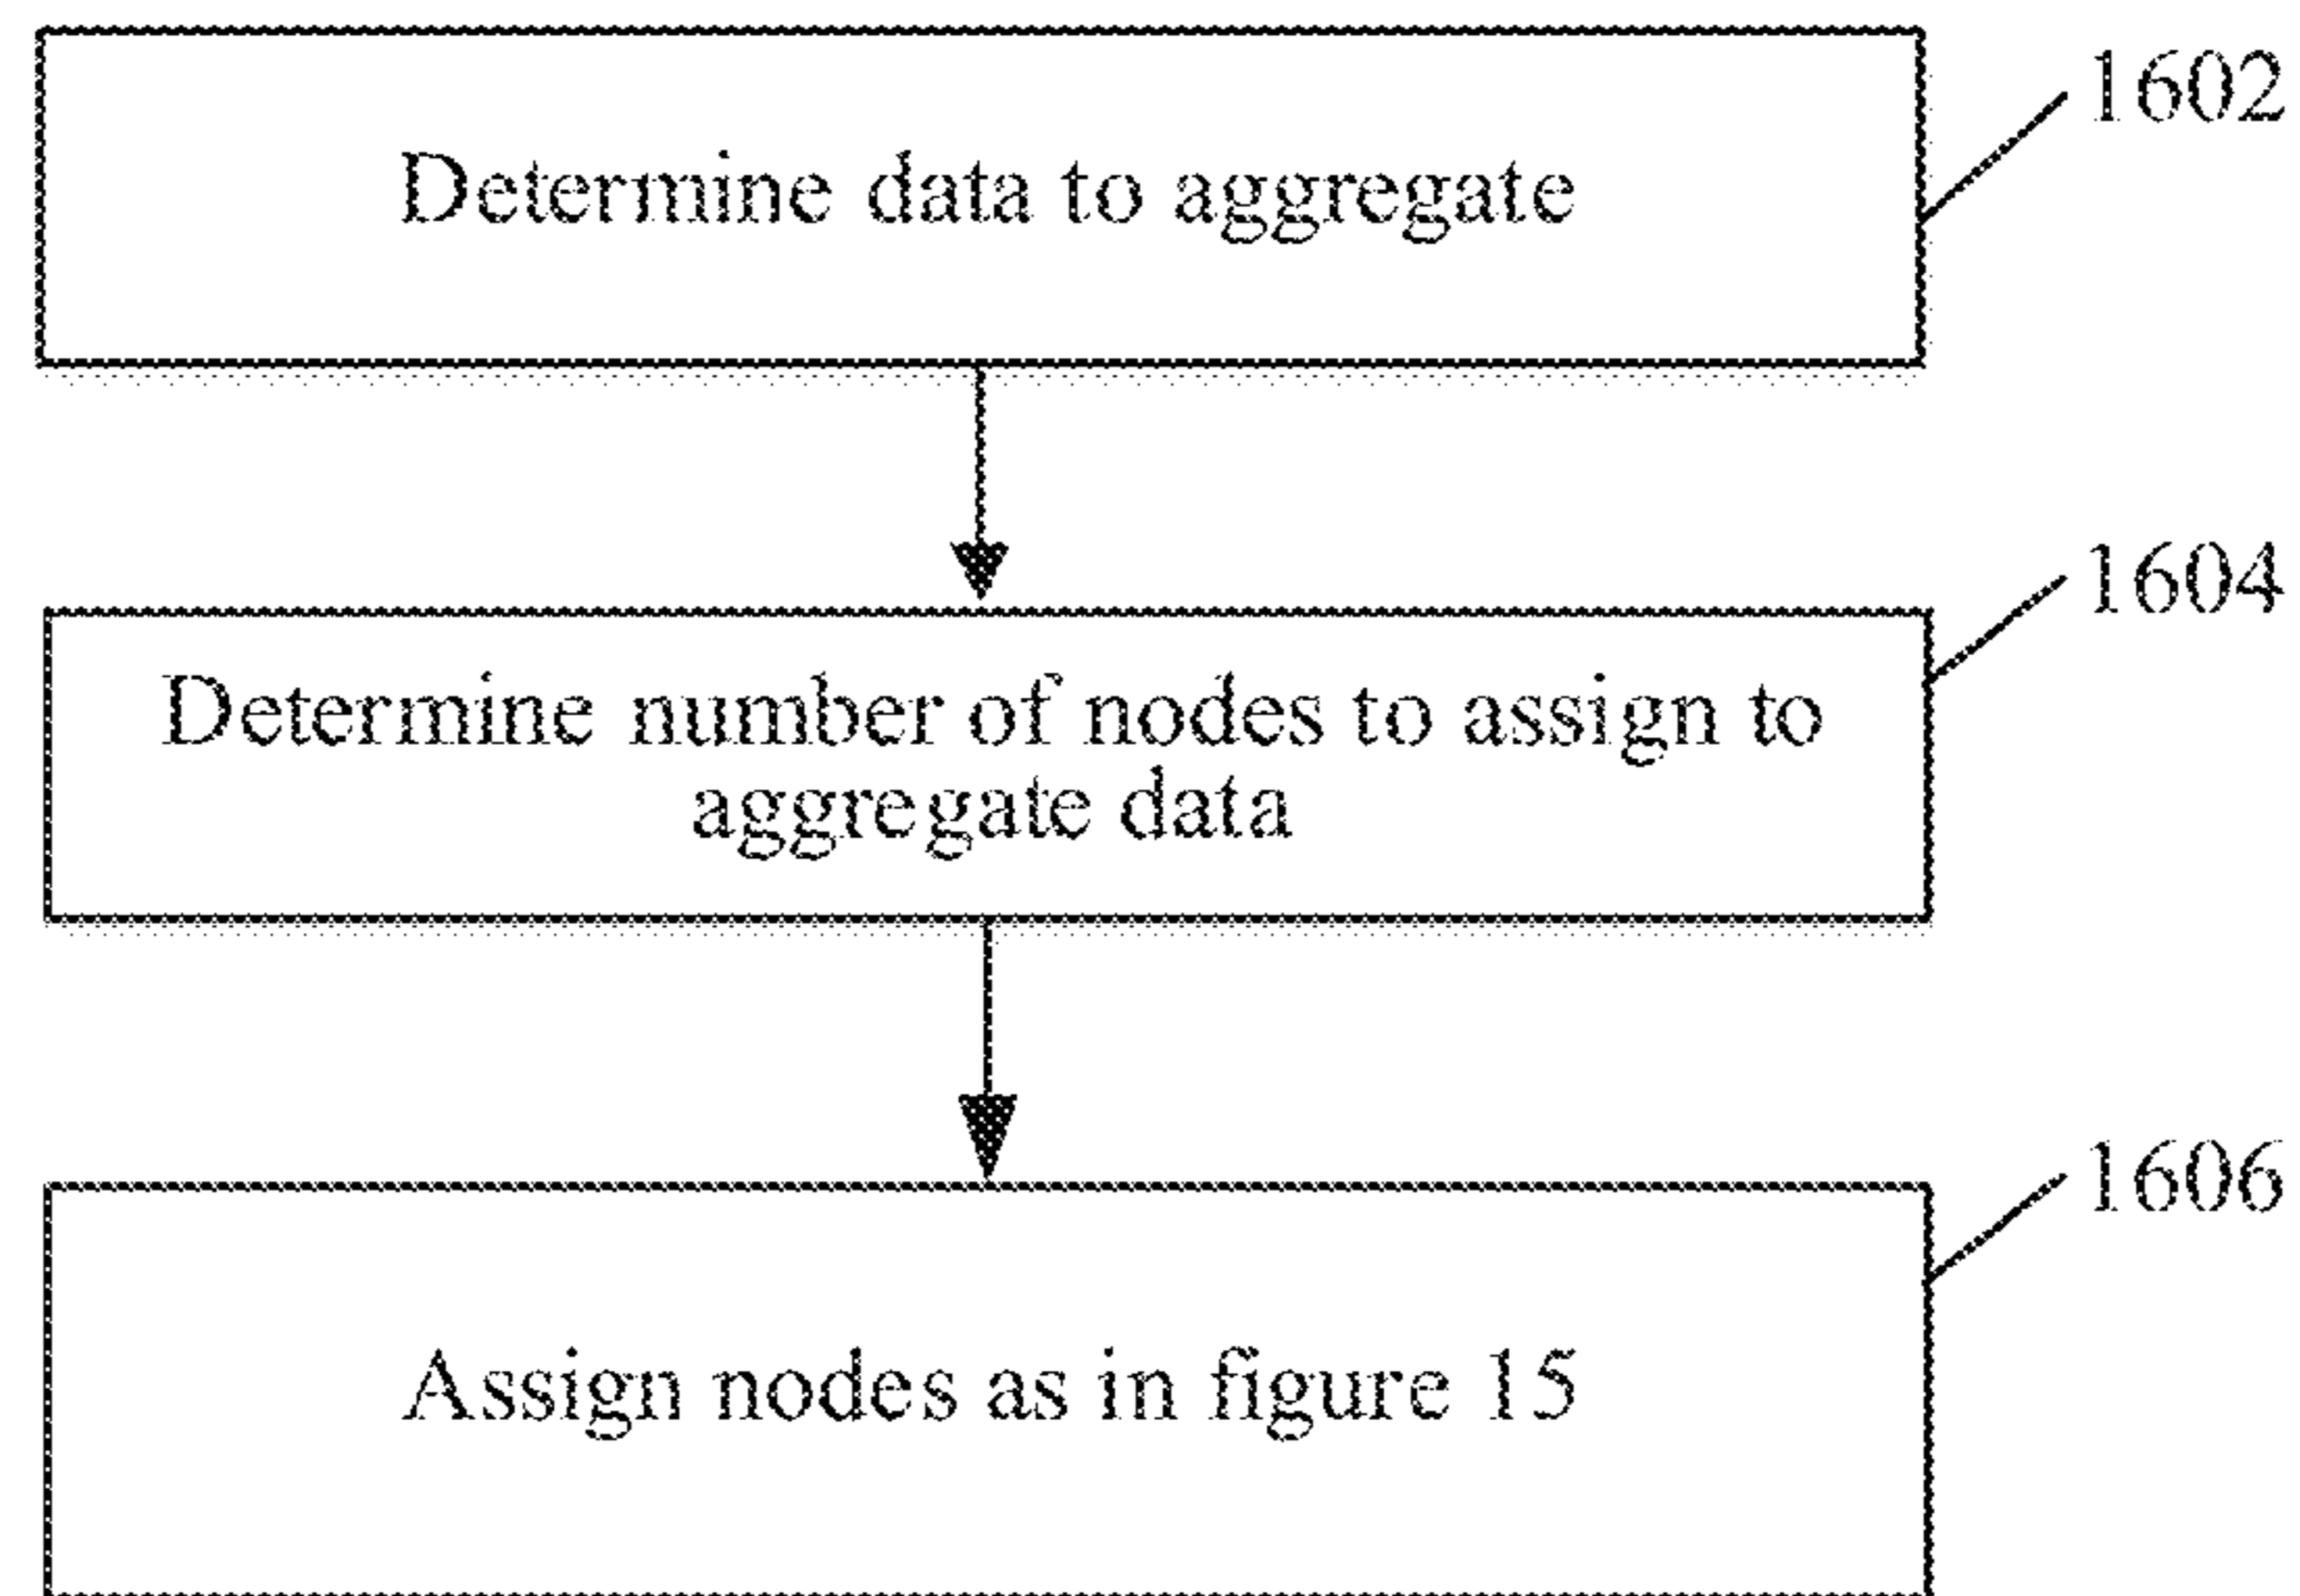 Determine data to aggregate
1602
Determine number of nodes to assign to
aggregate data
1604
Assign nodes as in figure 15
1606